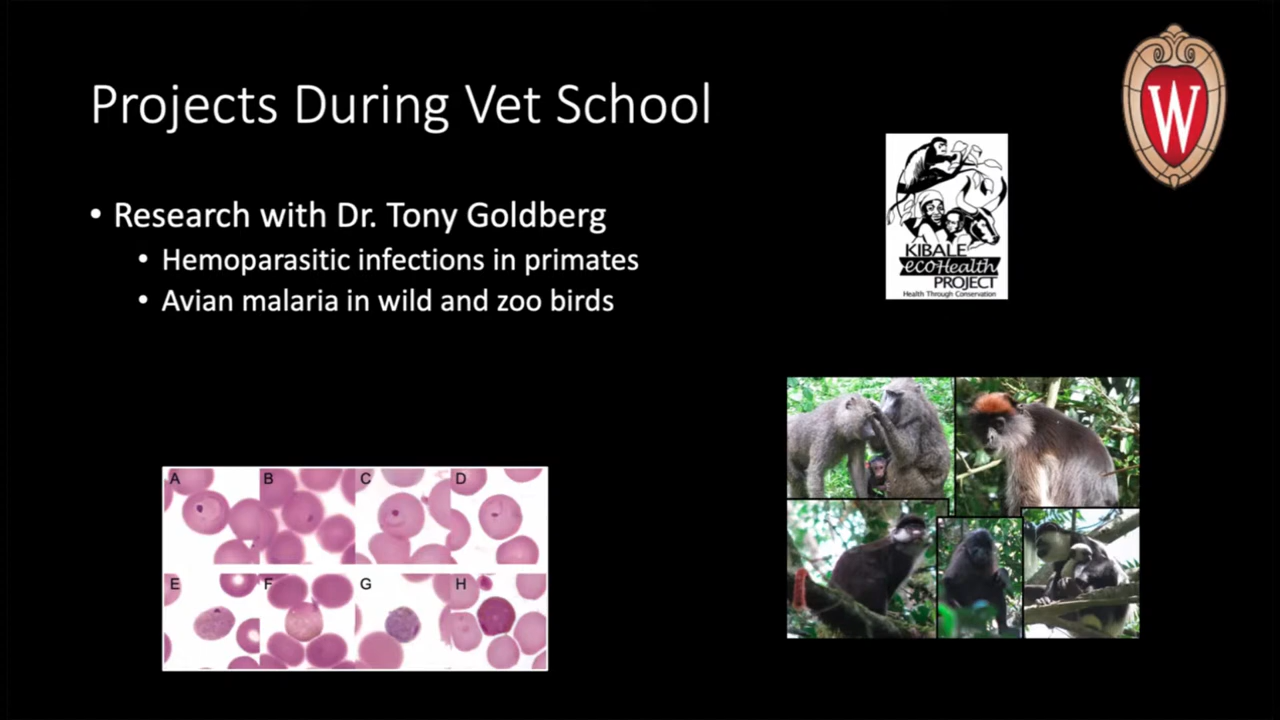 Projects During Vet School
W
KIBALE
ecoHealth
PROJECT
Health Through Conservation
• Research with Dr. Tony Goldberg
• Hemoparasitic infections in primates
• Avian malaria in wild and zoo birds
A B C D
E F G H